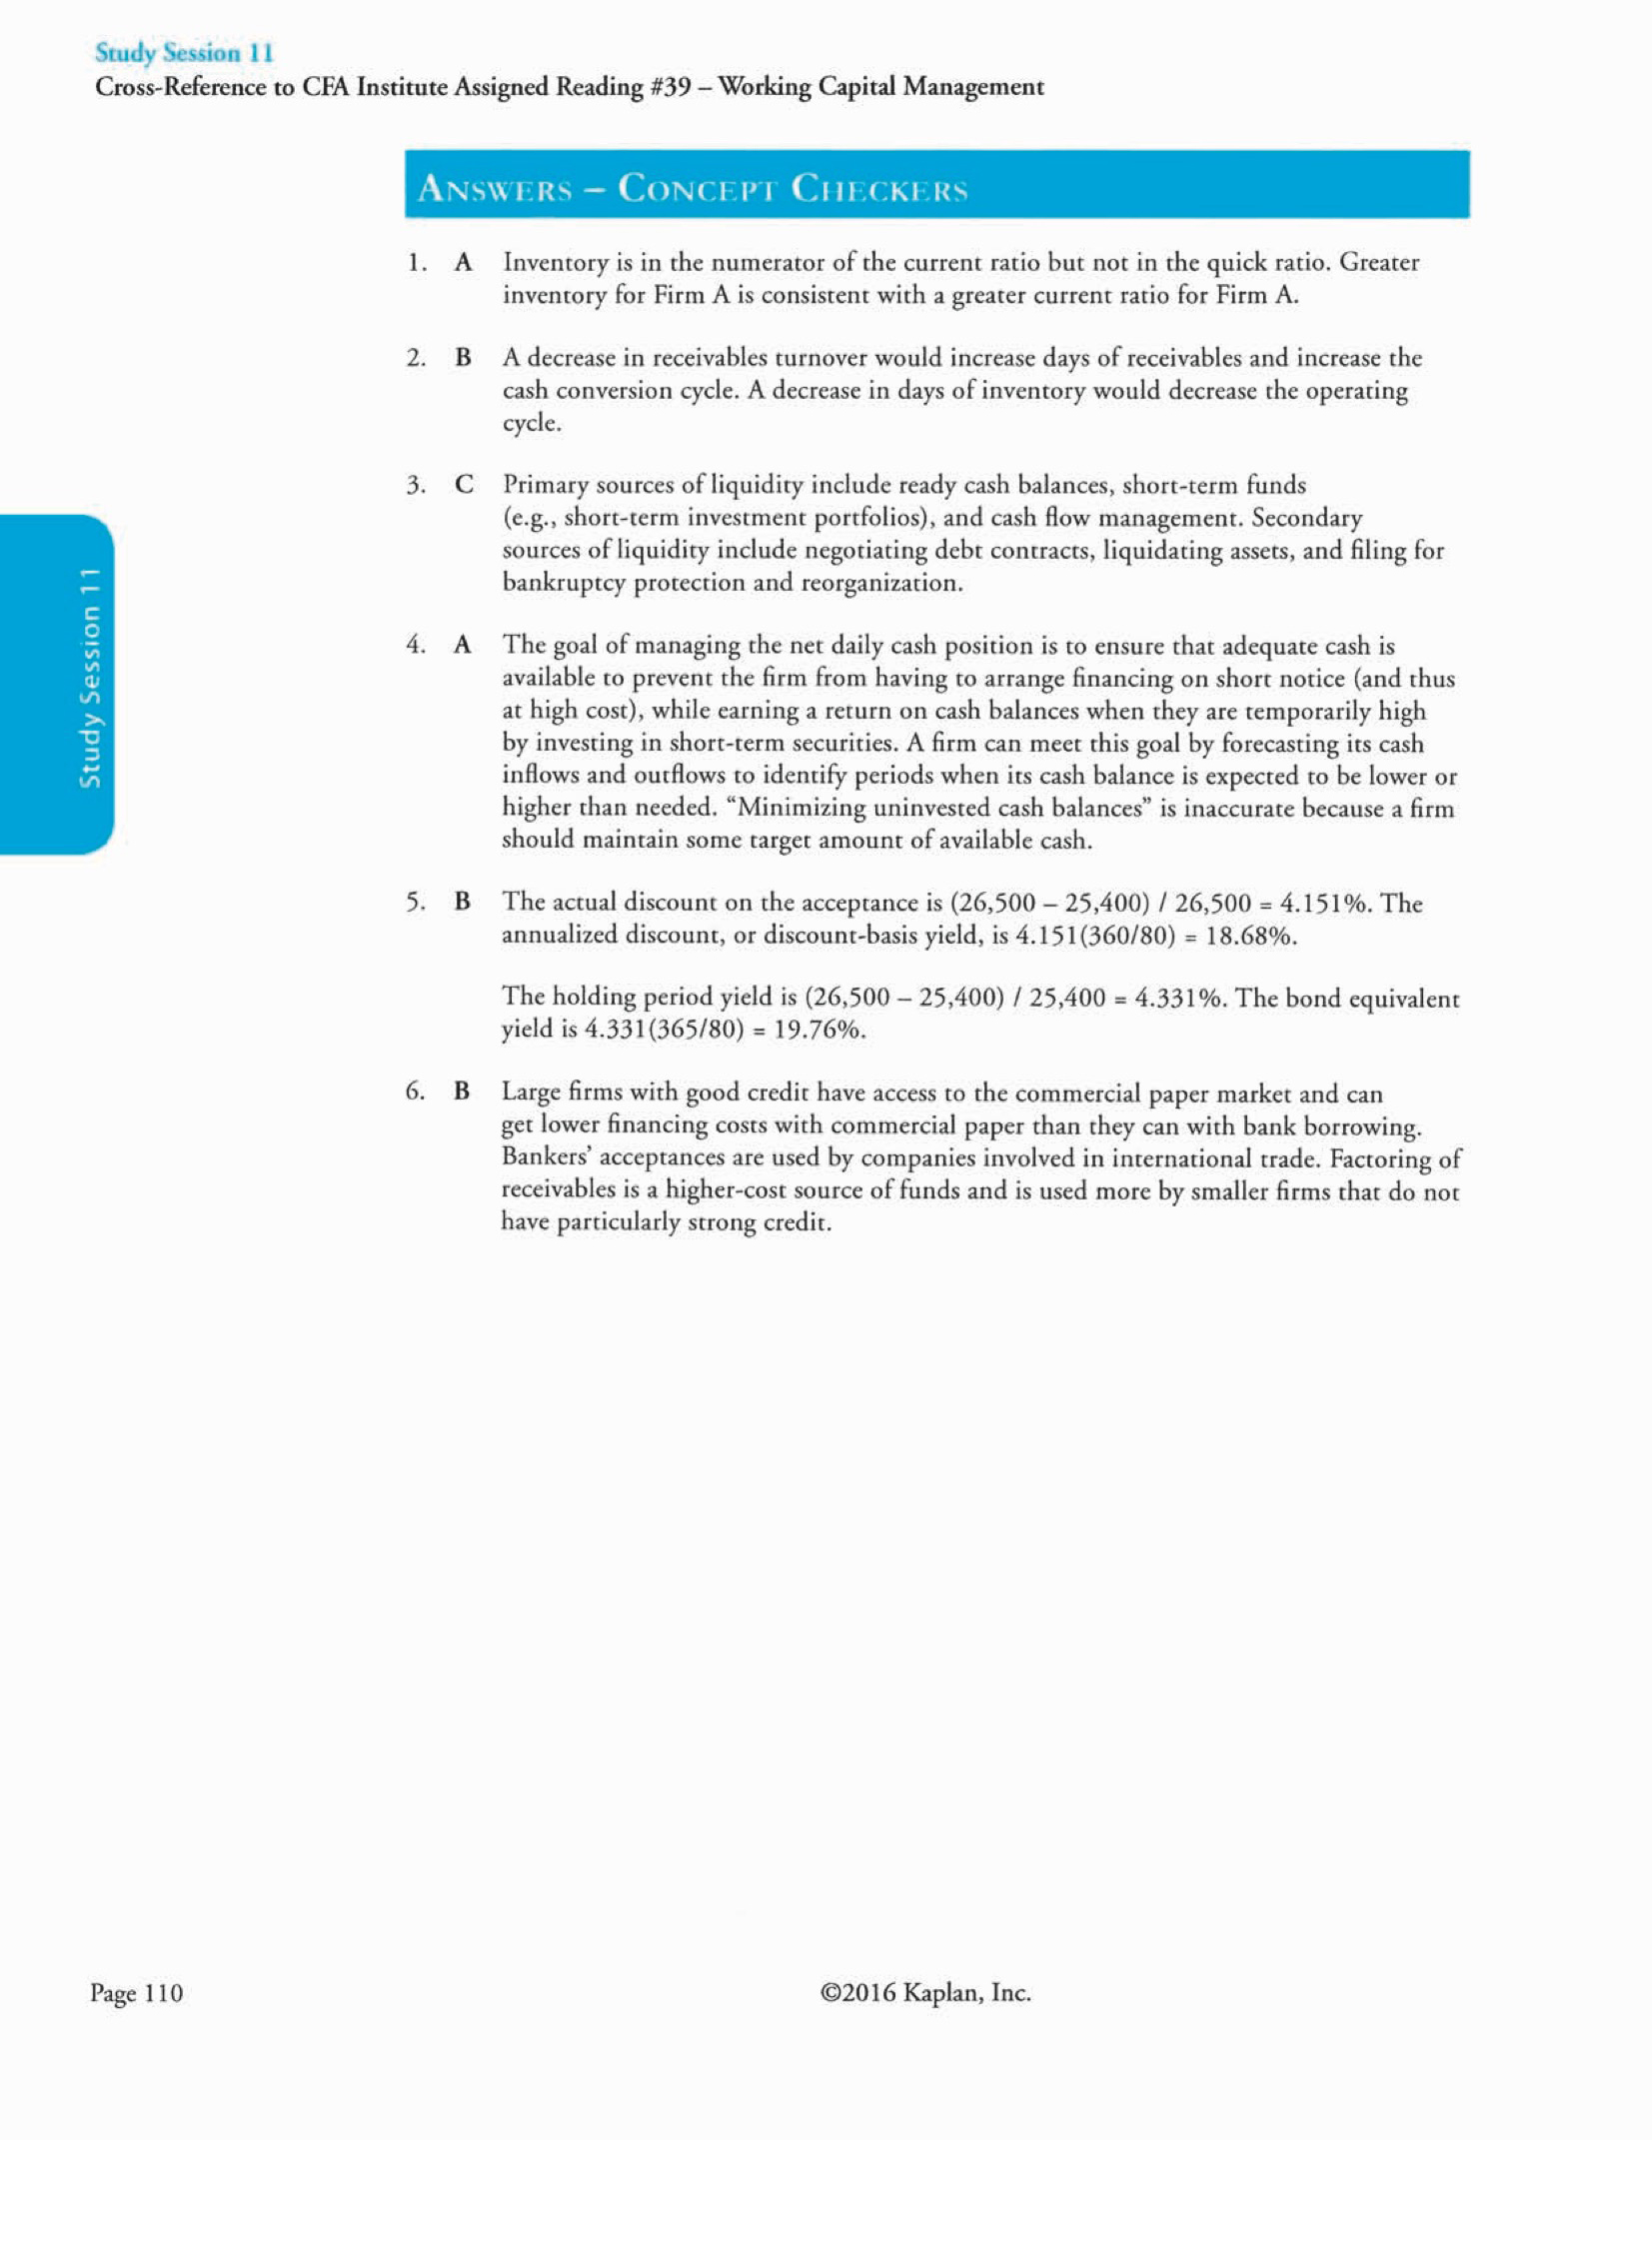 Study Session 11
Cross-Reference to CFA Institute Assigned Reading #39 – Working Capital Management
ANSWERS – CONCEPT CHECKERS
1. A Inventory is in the numerator of the current ratio but not in the quick ratio. Greater
inventory for Firm A is consistent with a greater current ratio for Firm A.
2. B A decrease in receivables turnover would increase days of receivables and increase the
cash conversion cycle. A decrease in days of inventory would decrease the operating
cycle.
3. C Primary sources of liquidity include ready cash balances, short-term funds
(e.g., short-term investment portfolios), and cash flow management. Secondary
sources of liquidity include negotiating debt contracts, liquidating assets, and filing for
bankruptcy protection and reorganization.
Study Session 11
4. A The goal of managing the net daily cash position is to ensure that adequate cash is
available to prevent the firm from having to arrange financing on short notice (and thus
at high cost), while earning a return on cash balances when they are temporarily high
by investing in short-term securities. A firm can meet this goal by forecasting its cash
inflows and outflows to identify periods when its cash balance is expected to be lower or
higher than needed. “Minimizing uninvested cash balances” is inaccurate because a firm
should maintain some target amount of available cash.
5. B The actual discount on the acceptance is (26,500 – 25,400) / 26,500 = 4.151%. The
annualized discount, or discount-basis yield, is 4.151(360/80) = 18.68%.
The holding period yield is (26,500 – 25,400) / 25,400 = 4.331%. The bond equivalent
yield is 4.331(365/80) = 19.76%.
6. B Large firms with good credit have access to the commercial paper market and can
get lower financing costs with commercial paper than they can with bank borrowing.
Bankers’ acceptances are used by companies involved in international trade. Factoring of
receivables is a higher-cost source of funds and is used more by smaller firms that do not
have particularly strong credit.
Page 110
©2016 Kaplan, Inc.